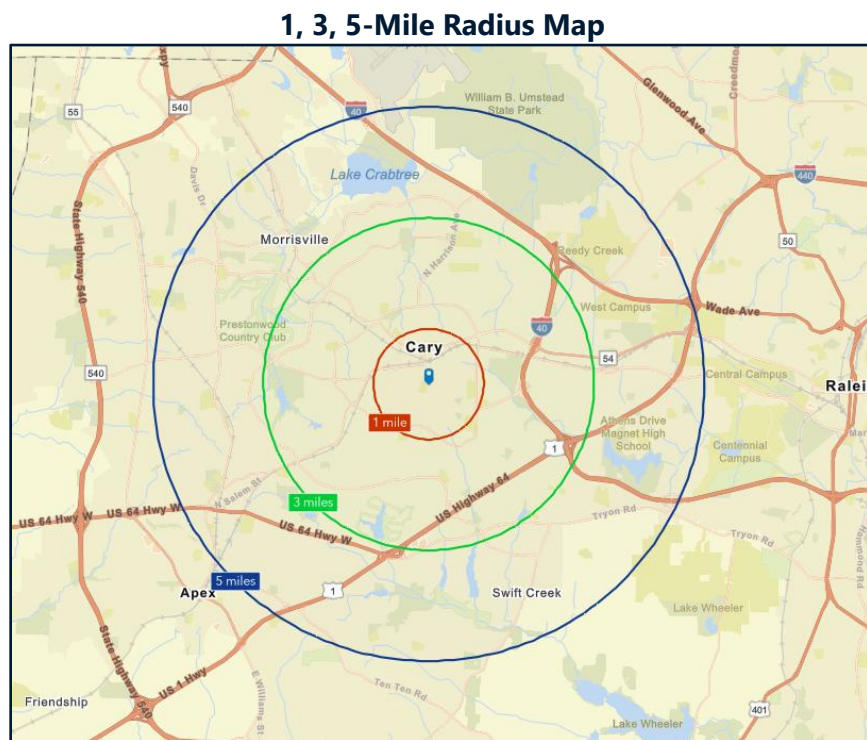 1, 3, 5-Mile Radius Map
Glenwood Ave
William B. Umstead
State Park
540
55
40
Lake Crabtree
440
Davis Dr
State Highway 540
N Harrison Ave
Morrisville
50
Reedy Creek
West Campus
Wade Ave
Prestonwood
Country Club
40
Cary
54
540
Central Campus
1 mile
Athens Drive
Magnet High
School
1
Centennial
Campus
N Salem St
3 miles
US Highway 64
US 64 Hwy W
US 64 Hwy W
US 64 Hwy W
Tryon Rd
Tryon Rd
Hammond Rd
5 miles
Apex
1
Swift Creek
Lake Wheeler
State Highway 540
US 1 Hwy
E Williams St
Ten Ten Rd
Friendship
401
Lake Wheeler